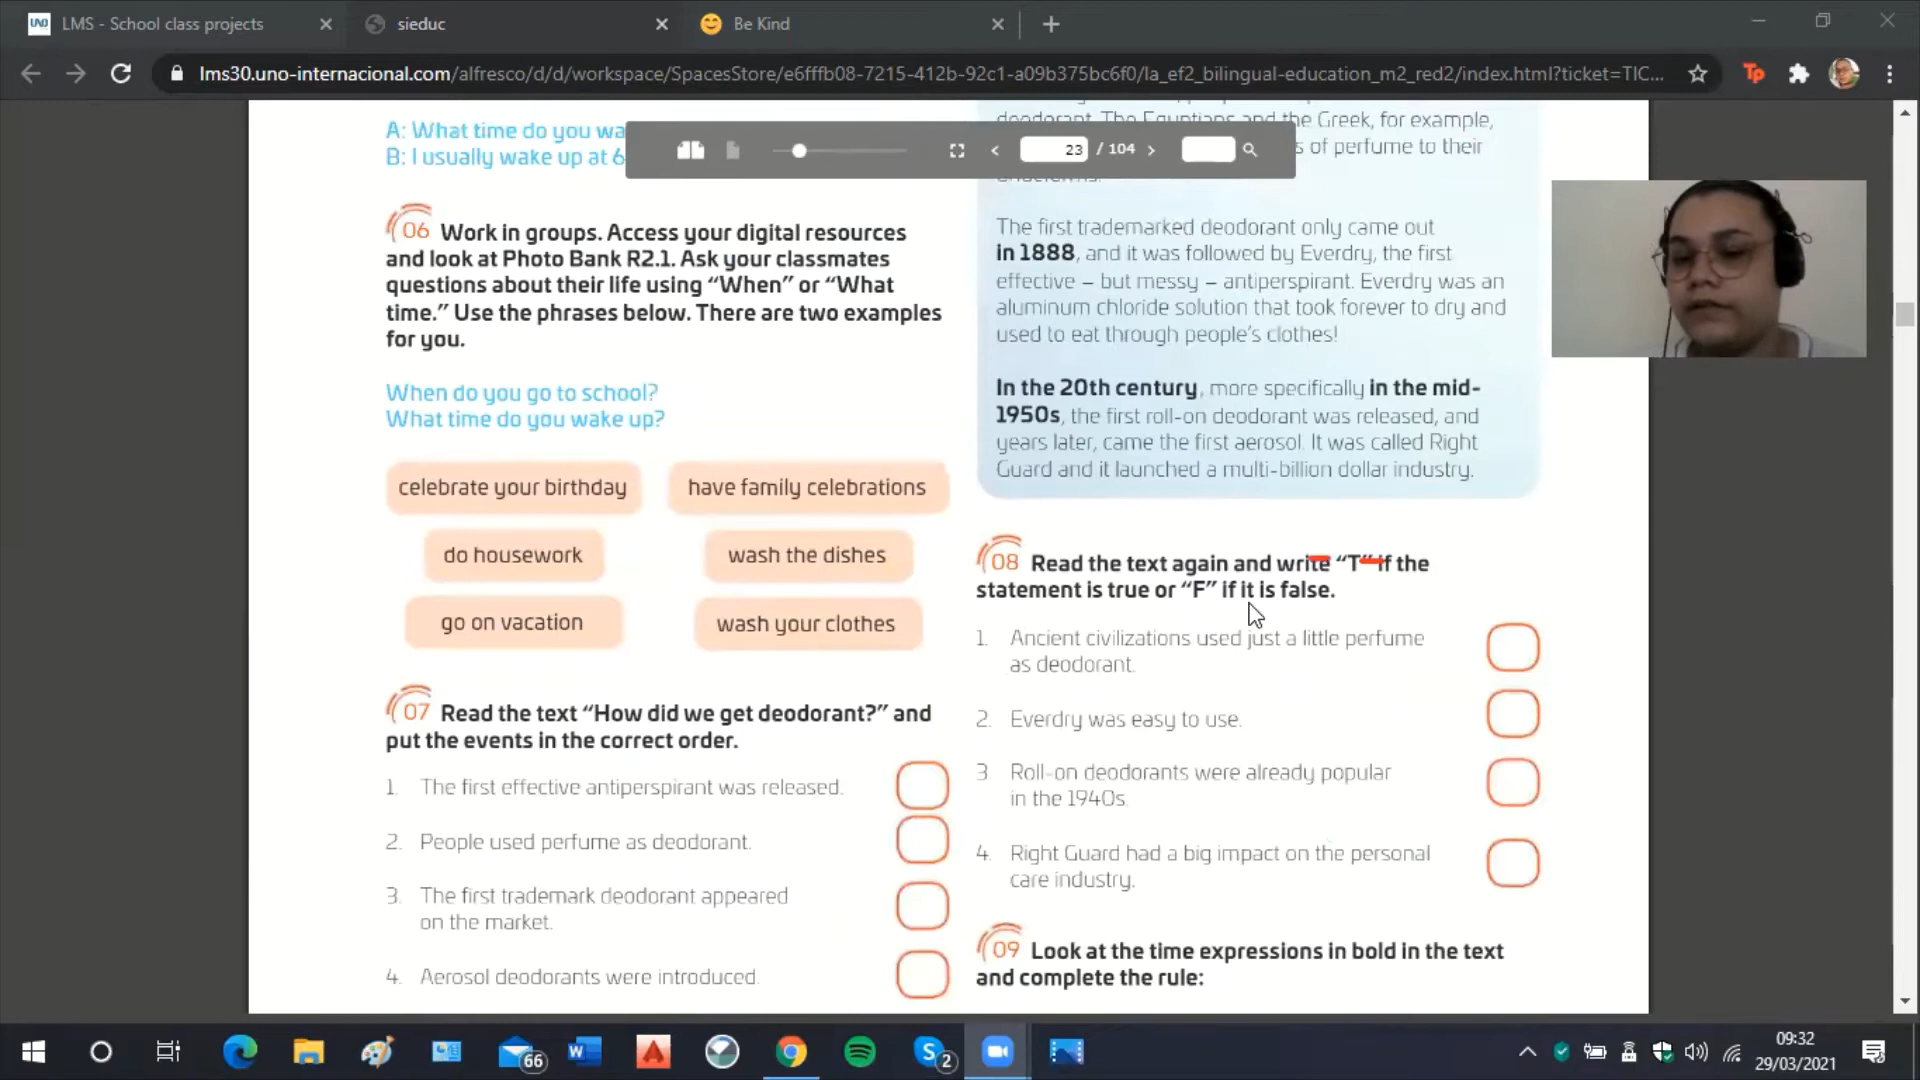 LMS - School class projects
sieduc
Be Kind
lms30.uno-internacional.com/alfresco/d/d/workspace/SpacesStore/e6fffb08-7215-412b-92c1-a09b375bc6f0/la_ef2_bilingual-education_m2_red2/index.html?ticket=TIC...
23 / 104
A: What time do you wa
B: I usually wake up at 6
06 Work in groups. Access your digital resources
and look at Photo Bank R2.1. Ask your classmates
questions about their life using “When” or “What
time.” Use the phrases below. There are two examples
for you.
When do you go to school?
What time do you wake up?
celebrate your birthday
have family celebrations
do housework
wash the dishes
go on vacation
wash your clothes
07 Read the text “How did we get deodorant?” and
put the events in the correct order.
1. The first effective antiperspirant was released.
2. People used perfume as deodorant.
3. The first trademark deodorant appeared
on the market.
4. Aerosol deodorants were introduced.
deodorant. The Egyptians and the Greek, for example,
s of perfume to their
The first trademarked deodorant only came out
in 1888, and it was followed by Everdry, the first
effective – but messy – antiperspirant. Everdry was an
aluminum chloride solution that took forever to dry and
used to eat through people’s clothes!
In the 20th century, more specifically in the mid-
1950s, the first roll-on deodorant was released, and
years later, came the first aerosol. It was called Right
Guard and it launched a multi-billion dollar industry.
08 Read the text again and write “T” if the
statement is true or “F” if it is false.
1. Ancient civilizations used just a little perfume
as deodorant.
2. Everdry was easy to use.
3 Roll-on deodorants were already popular
in the 1940s.
4. Right Guard had a big impact on the personal
care industry.
09 Look at the time expressions in bold in the text
and complete the rule:
66
2
09:32
29/03/2021